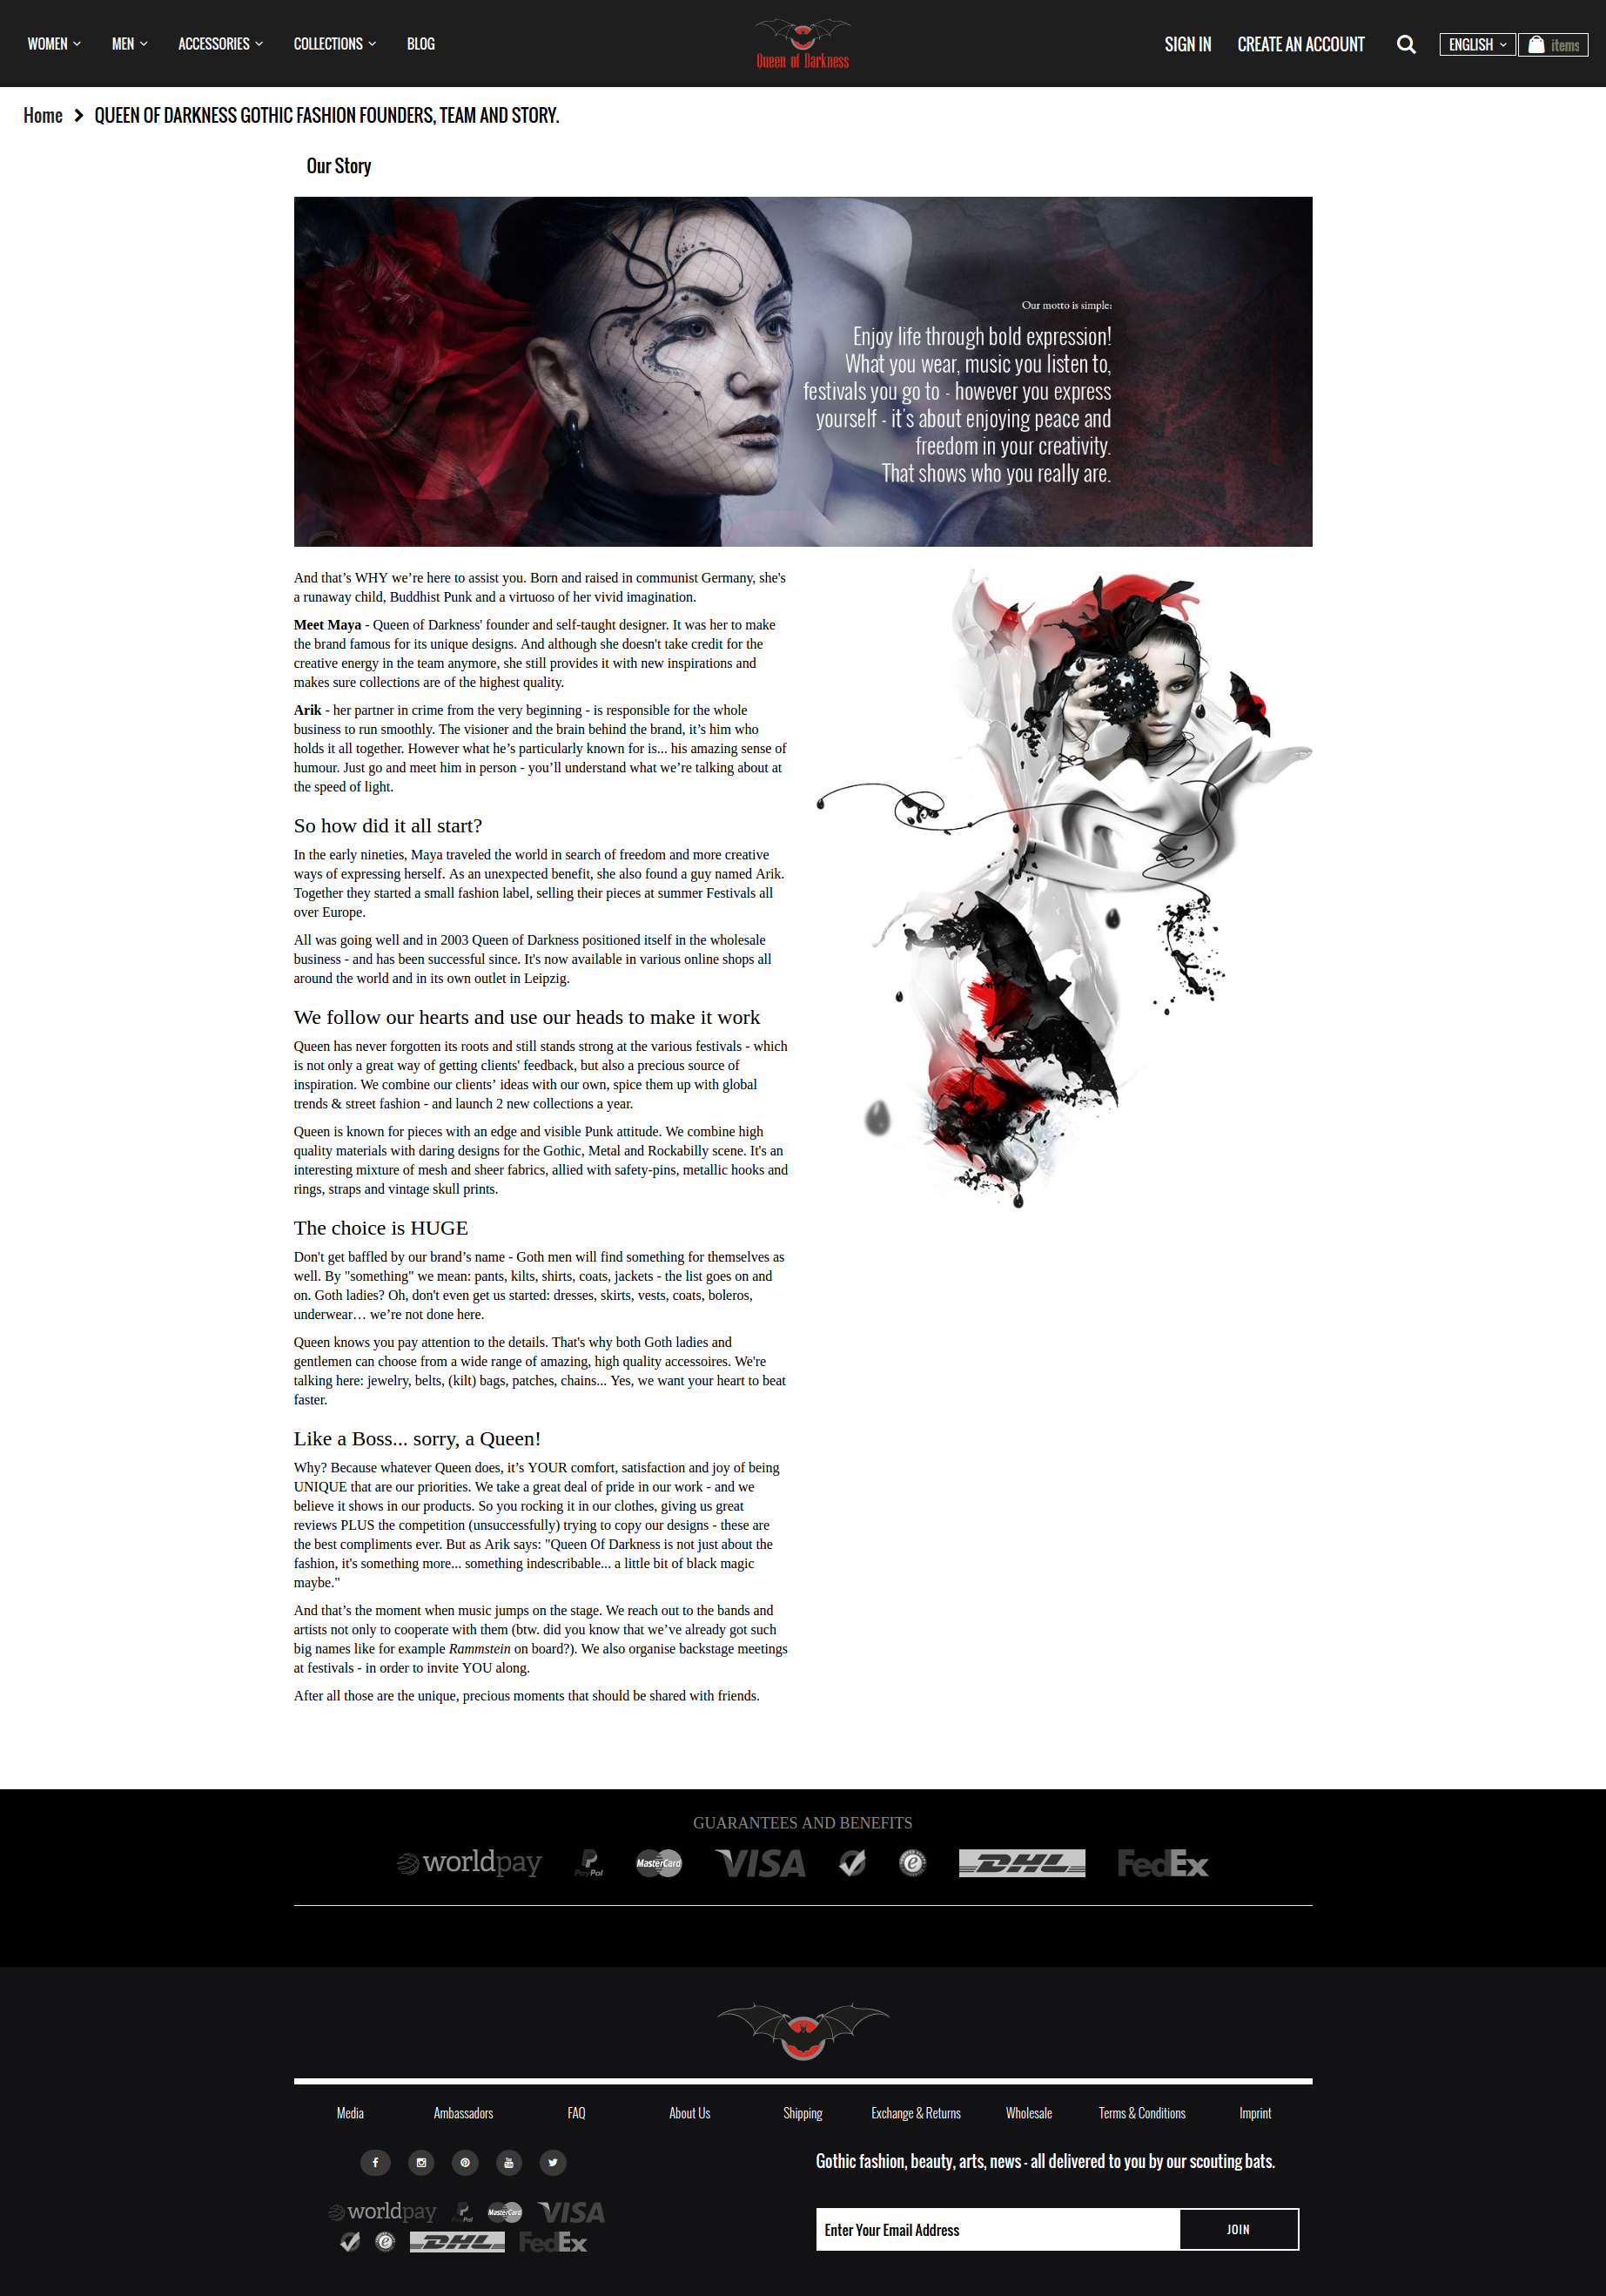 WOMEN
MEN
ACCESSORIES
COLLECTIONS
BLOG
Queen of Darkness
SIGN IN
CREATE AN ACCOUNT
ENGLISH
items
Home
QUEEN OF DARKNESS GOTHIC FASHION FOUNDERS, TEAM AND STORY.
Our Story
Our motto is simple:
Enjoy life through bold expression!
What you wear, music you listen to,
festivals you go to - however you express
yourself - it's about enjoying peace and
freedom in your creativity.
That shows who you really are.
And that’s WHY we’re here to assist you. Born and raised in communist Germany, she's
a runaway child, Buddhist Punk and a virtuoso of her vivid imagination.
Meet Maya - Queen of Darkness' founder and self-taught designer. It was her to make
the brand famous for its unique designs. And although she doesn't take credit for the
creative energy in the team anymore, she still provides it with new inspirations and
makes sure collections are of the highest quality.
Arik - her partner in crime from the very beginning - is responsible for the whole
business to run smoothly. The visioner and the brain behind the brand, it’s him who
holds it all together. However what he’s particularly known for is... his amazing sense of
humour. Just go and meet him in person - you’ll understand what we’re talking about at
the speed of light.
So how did it all start?
In the early nineties, Maya traveled the world in search of freedom and more creative
ways of expressing herself. As an unexpected benefit, she also found a guy named Arik.
Together they started a small fashion label, selling their pieces at summer Festivals all
over Europe.
All was going well and in 2003 Queen of Darkness positioned itself in the wholesale
business - and has been successful since. It's now available in various online shops all
around the world and in its own outlet in Leipzig.
We follow our hearts and use our heads to make it work
Queen has never forgotten its roots and still stands strong at the various festivals - which
is not only a great way of getting clients' feedback, but also a precious source of
inspiration. We combine our clients’ ideas with our own, spice them up with global
trends & street fashion - and launch 2 new collections a year.
Queen is known for pieces with an edge and visible Punk attitude. We combine high
quality materials with daring designs for the Gothic, Metal and Rockabilly scene. It's an
interesting mixture of mesh and sheer fabrics, allied with safety-pins, metallic hooks and
rings, straps and vintage skull prints.
The choice is HUGE
Don't get baffled by our brand’s name - Goth men will find something for themselves as
well. By "something" we mean: pants, kilts, shirts, coats, jackets - the list goes on and
on. Goth ladies? Oh, don't even get us started: dresses, skirts, vests, coats, boleros,
underwear… we’re not done here.
Queen knows you pay attention to the details. That's why both Goth ladies and
gentlemen can choose from a wide range of amazing, high quality accessoires. We're
talking here: jewelry, belts, (kilt) bags, patches, chains... Yes, we want your heart to beat
faster.
Like a Boss... sorry, a Queen!
Why? Because whatever Queen does, it’s YOUR comfort, satisfaction and joy of being
UNIQUE that are our priorities. We take a great deal of pride in our work - and we
believe it shows in our products. So you rocking it in our clothes, giving us great
reviews PLUS the competition (unsuccessfully) trying to copy our designs - these are
the best compliments ever. But as Arik says: "Queen Of Darkness is not just about the
fashion, it's something more... something indescribable... a little bit of black magic
maybe."
And that’s the moment when music jumps on the stage. We reach out to the bands and
artists not only to cooperate with them (btw. did you know that we’ve already got such
big names like for example Rammstein on board?). We also organise backstage meetings
at festivals - in order to invite YOU along.
After all those are the unique, precious moments that should be shared with friends.
GUARANTEES AND BENEFITS
worldpay PayPal MasterCard VISA e DHL FedEx
Media
Ambassadors
FAQ
About Us
Shipping
Exchange & Returns
Wholesale
Terms & Conditions
Imprint
Gothic fashion, beauty, arts, news - all delivered to you by our scouting bats.
worldpay PayPal MasterCard VISA
e DHL FedEx
Enter Your Email Address
JOIN